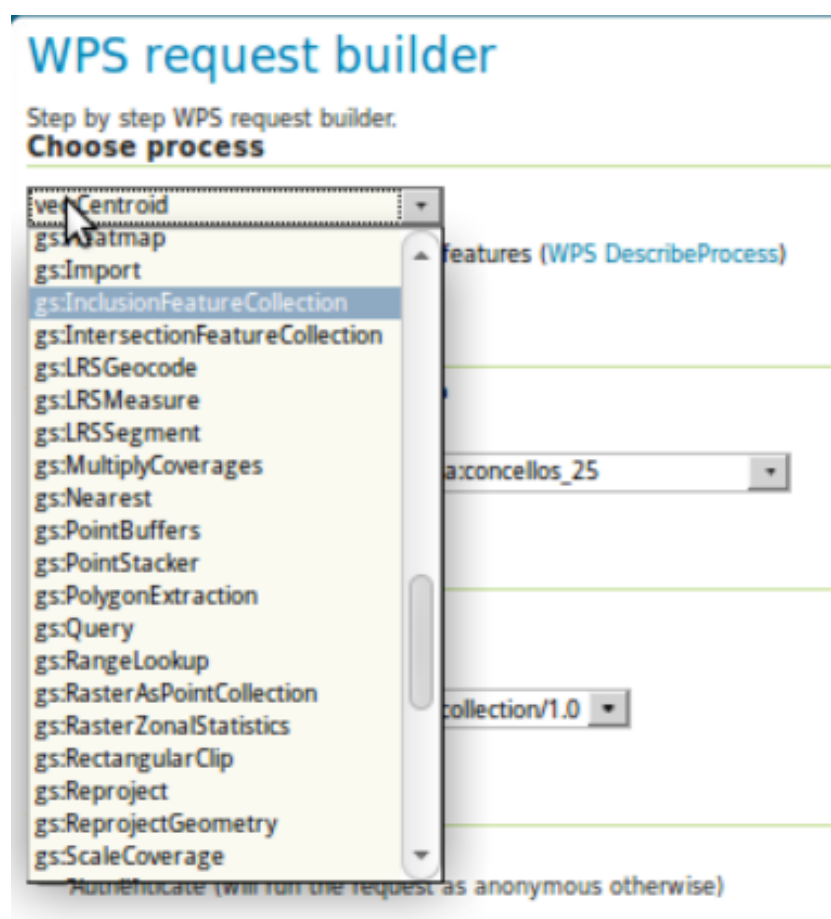 WPS request builder
Step by step WPS request builder.
Choose process
vec:Centroid
gs:Heatmap
features (WPS DescribeProcess)
gs:Import
gs:InclusionFeatureCollection
gs:IntersectionFeatureCollection
gs:LRSGeocode
gs:LRSMeasure
gs:LRSSegment
gs:MultiplyCoverages
a:concellos_25
gs:Nearest
gs:PointBuffers
gs:PointStacker
gs:PolygonExtraction
gs:Query
gs:RangeLookup
gs:RasterAsPointCollection
collection/1.0
gs:RasterZonalStatistics
gs:RectangularClip
gs:Reproject
gs:ReprojectGeometry
gs:ScaleCoverage
Authenticate (will run the request as anonymous otherwise)